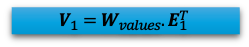 V₁ = W_values · E₁ᵀ